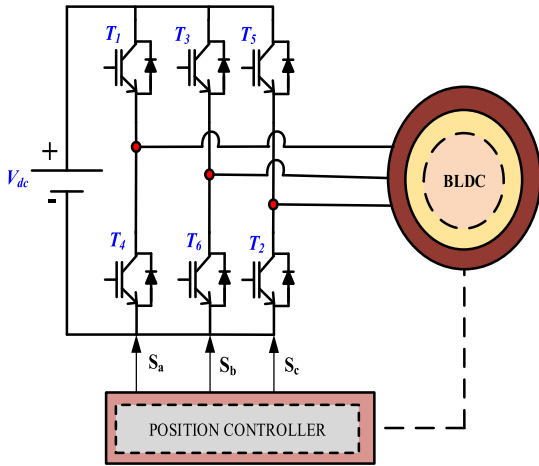 T1 T3 T5
+
Vdc
-
BLDC
T4 T6 T2
Sa Sb Sc
POSITION CONTROLLER